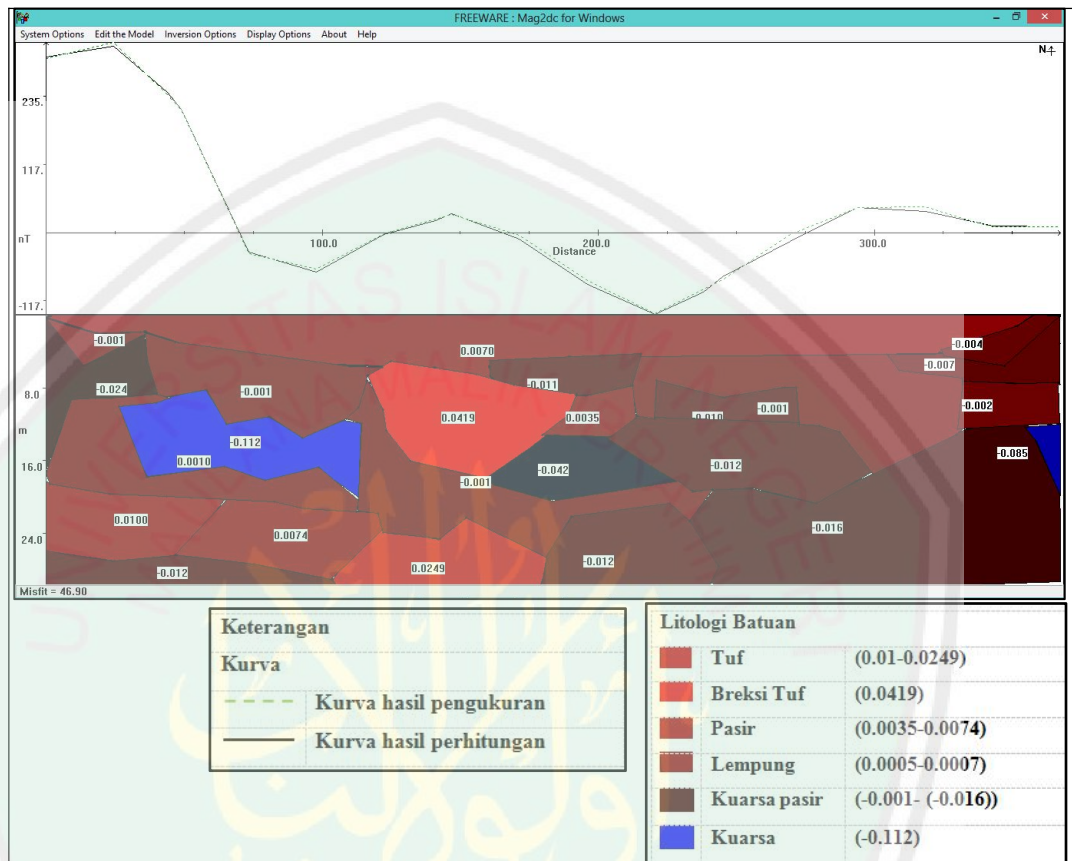 FREEWARE : Mag2dc for Windows
System Options Edit the Model Inversion Options Display Options About Help
N
235.
117.
nT
100.0 200.0 300.0
Distance
-117.
-0.001
0.0070
-0.004
-0.007
-0.024
-0.001
-0.011
8.0
-0.001
-0.002
0.0419
0.0035
-0.010
m
-0.112
-0.085
0.0010
-0.042
-0.012
16.0
-0.001
0.0100
-0.016
0.0074
24.0
-0.012
0.0249
-0.012
Misfit = 46.90
Keterangan
Kurva
Kurva hasil pengukuran
Kurva hasil perhitungan
Litologi Batuan
Tuf (0.01-0.0249)
Breksi Tuf (0.0419)
Pasir (0.0035-0.0074)
Lempung (0.0005-0.0007)
Kuarsa pasir (-0.001- (-0.016))
Kuarsa (-0.112)